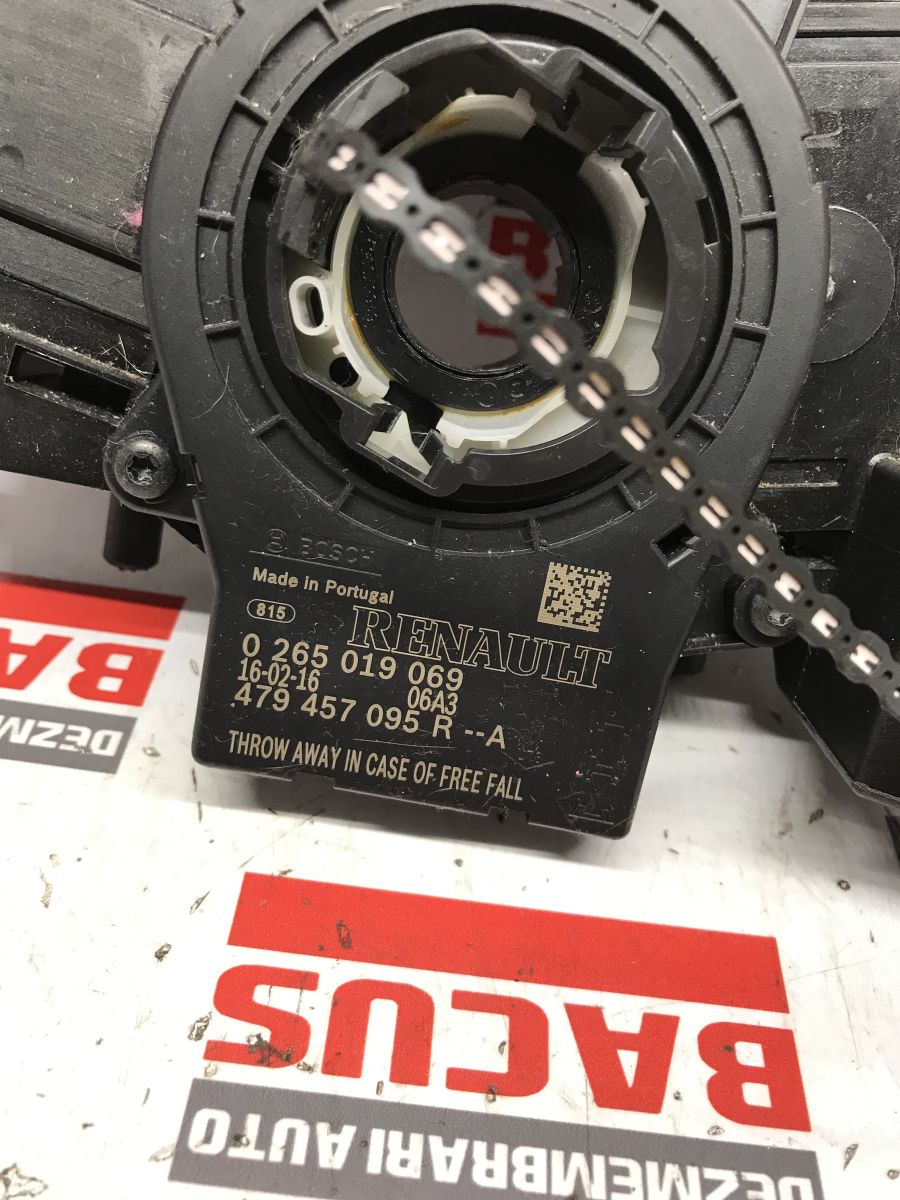 BOSCH
Made in Portugal
815
RENAULT
0 265 019 069
16-02-16 06A3
479 457 095 R --A
THROW AWAY IN CASE OF FREE FALL
BACUS
DEZMEMBRARI AUTO
BA
DEZM